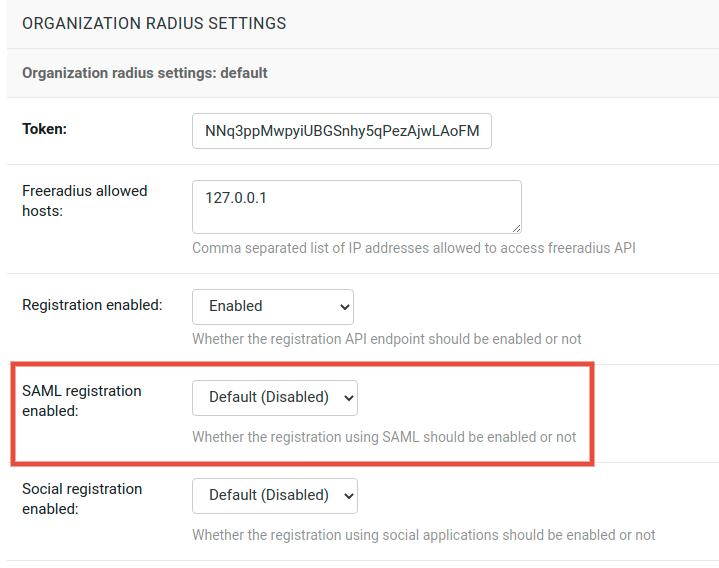 ORGANIZATION RADIUS SETTINGS
Organization radius settings: default
Token:
NNq3ppMwpyiUBGSnhy5qPezAjwLAoFM
Freeradius allowed
hosts:
127.0.0.1
Comma separated list of IP addresses allowed to access freeradius API
Registration enabled:
Enabled
Whether the registration API endpoint should be enabled or not
SAML registration
enabled:
Default (Disabled)
Whether the registration using SAML should be enabled or not
Social registration
enabled:
Default (Disabled)
Whether the registration using social applications should be enabled or not